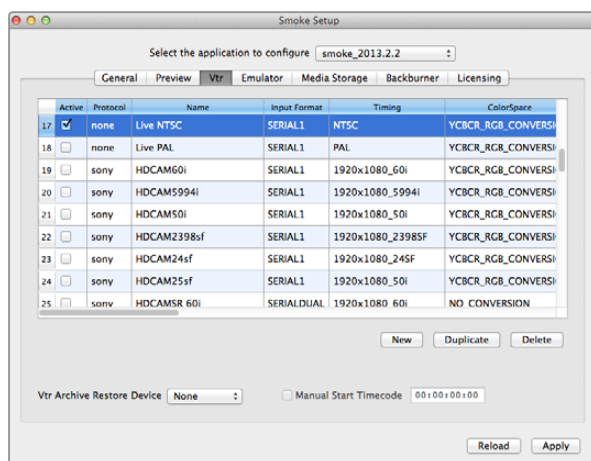 Smoke Setup
Select the application to configure smoke_2013.2.2
General Preview Vtr Emulator Media Storage Backburner Licensing
Active Protocol Name Input Format Timing ColorSpace
17 none Live NTSC SERIAL1 NTSC YCBCR_RGB_CONVERSI
18 none Live PAL SERIAL1 PAL YCBCR_RGB_CONVERSI
19 sony HDCAM60i SERIAL1 1920x1080_60i YCBCR_RGB_CONVERSI
20 sony HDCAM5994i SERIAL1 1920x1080_5994i YCBCR_RGB_CONVERSI
21 sony HDCAM50i SERIAL1 1920x1080_50i YCBCR_RGB_CONVERSI
22 sony HDCAM2398sf SERIAL1 1920x1080_2398SF YCBCR_RGB_CONVERSI
23 sony HDCAM24sf SERIAL1 1920x1080_24SF YCBCR_RGB_CONVERSI
24 sony HDCAM25sf SERIAL1 1920x1080_50i YCBCR_RGB_CONVERSI
25 sony HDCAMSR 60i SERIALDUAL 1920x1080 60i NO CONVERSION
New Duplicate Delete
Vtr Archive Restore Device None Manual Start Timecode 00:00:00:00
Reload Apply